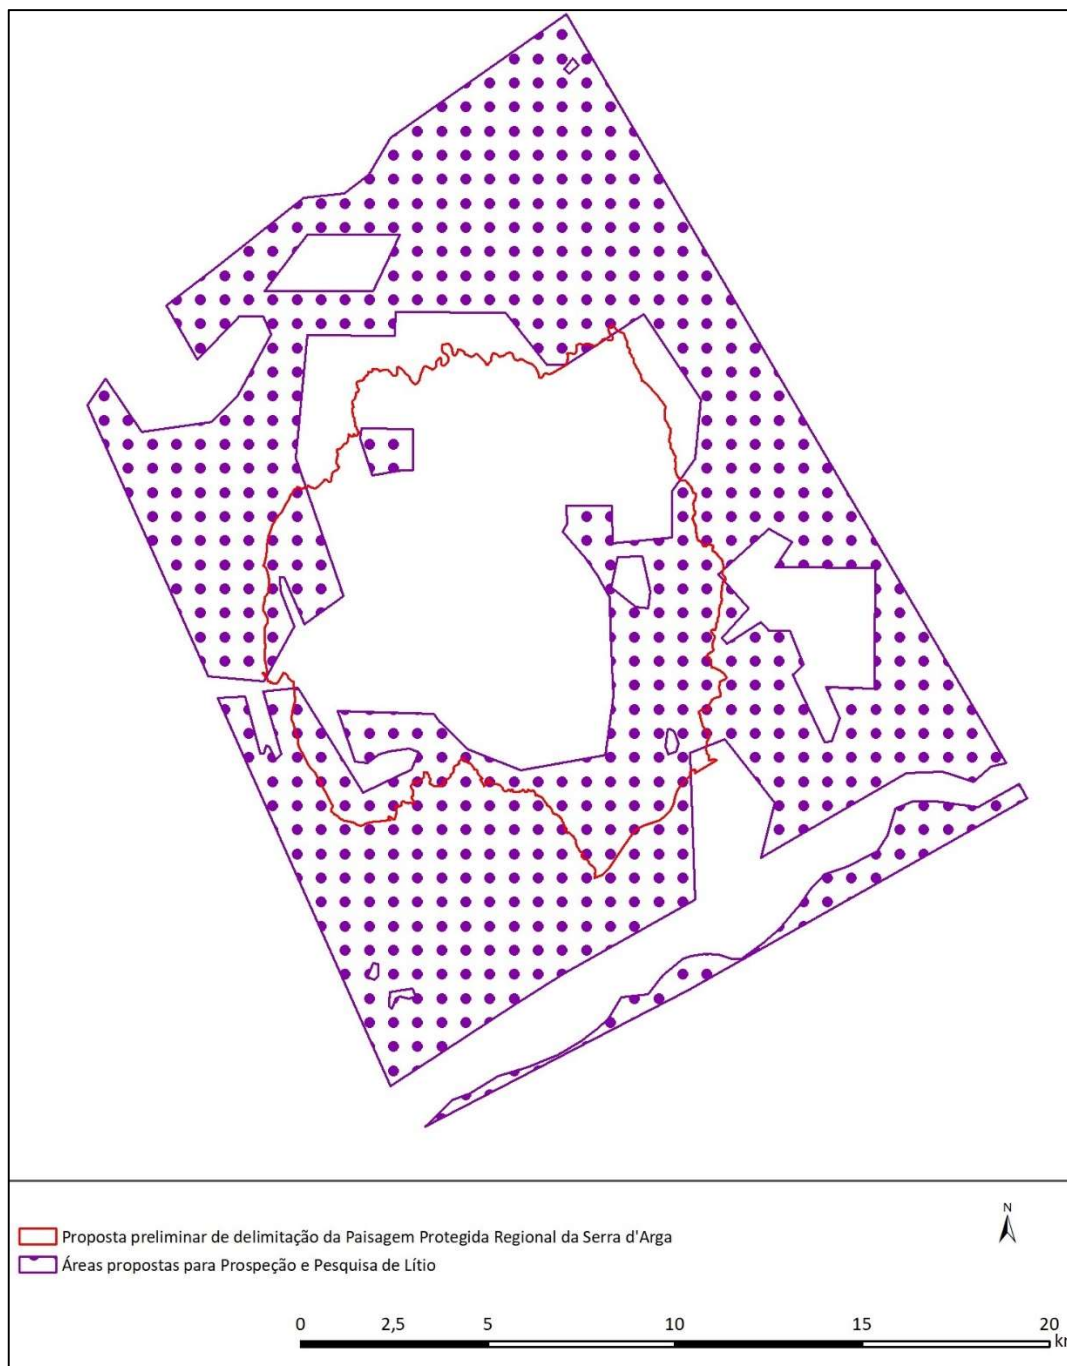 N
Proposta preliminar de delimitação da Paisagem Protegida Regional da Serra d'Arga
Áreas propostas para Prospeção e Pesquisa de Lítio
0 2,5 5 10 15 20
km